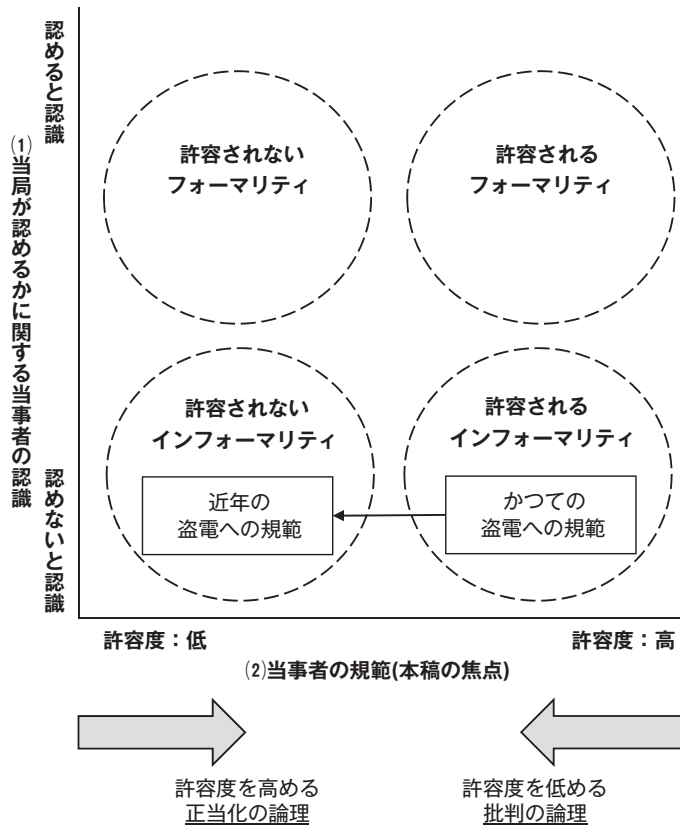 認めると認識
⑴当局が認めるかに関する当事者の認識
認めないと認識
許容されない
フォーマリティ
許容される
フォーマリティ
許容されない
インフォーマリティ
許容される
インフォーマリティ
近年の
盗電への規範
かつての
盗電への規範
許容度：低
許容度：高
⑵当事者の規範(本稿の焦点)
許容度を高める
正当化の論理
許容度を低める
批判の論理